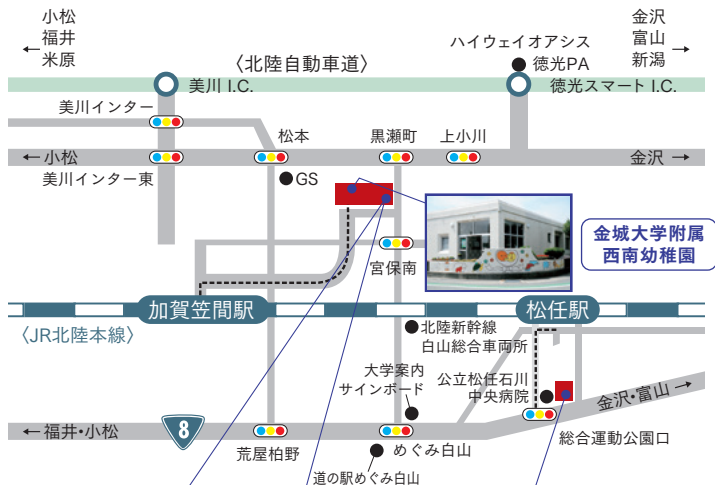 小松
福井
米原
金沢
富山
新潟
ハイウェイオアシス
徳光PA
〈北陸自動車道〉
美川 I.C.
徳光スマート I.C.
美川インター
松本
黒瀬町
上小川
←小松
金沢→
美川インター東
GS
金城大学附属
西南幼稚園
宮保南
加賀笠間駅
松任駅
〈JR北陸本線〉
北陸新幹線
白山総合車両所
大学案内
サインボード
公立松任石川
中央病院
金沢・富山
8
←福井・小松
荒屋柏野
めぐみ白山
総合運動公園口
道の駅めぐみ白山